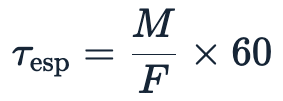 τ_esp = M/F × 60